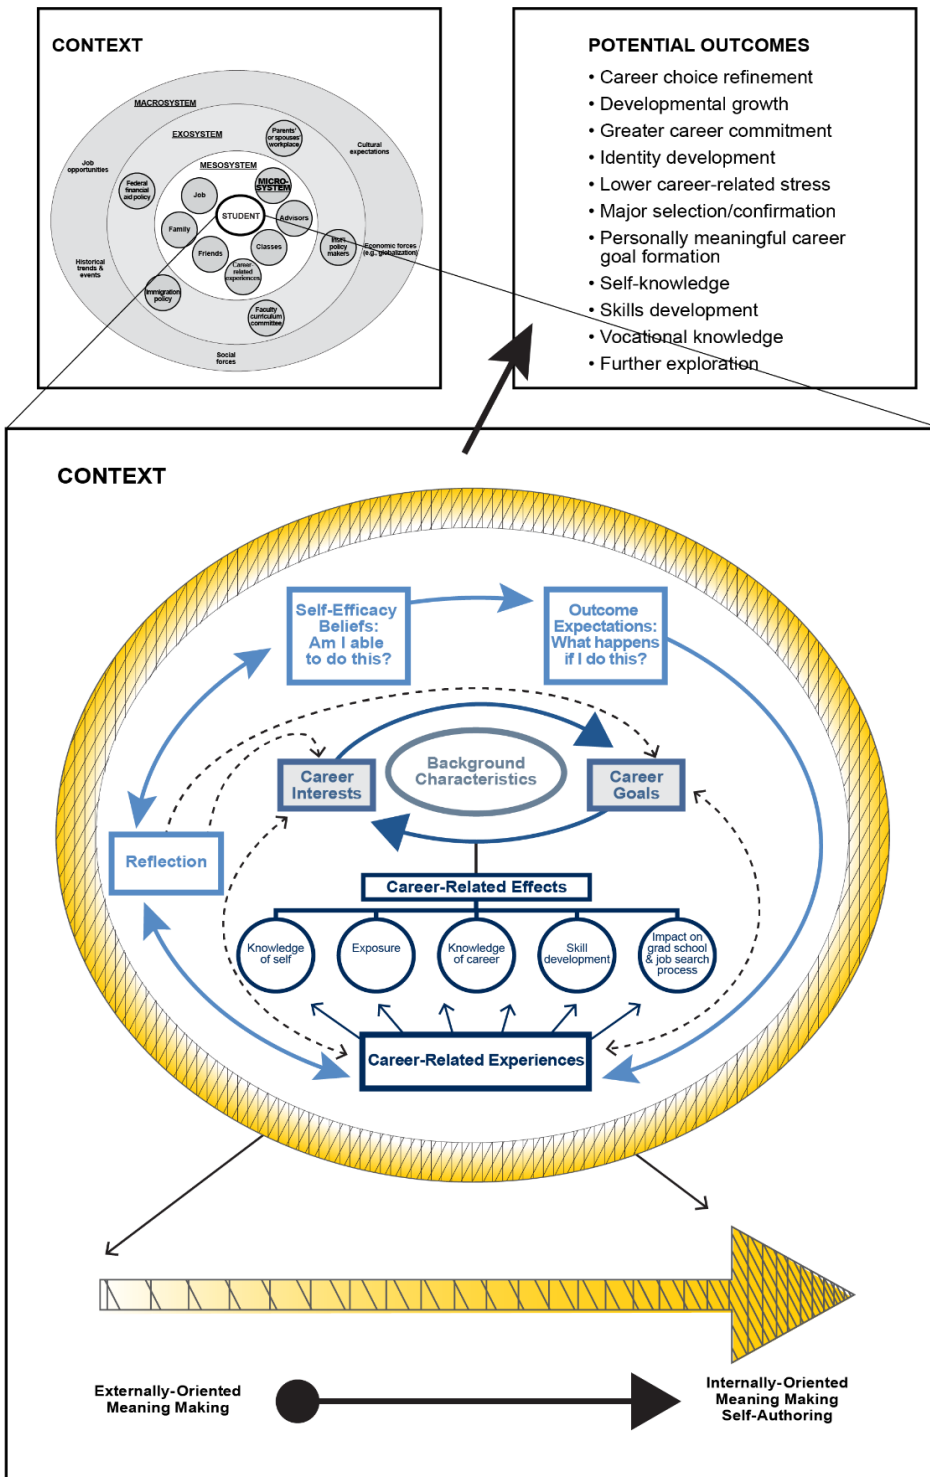 CONTEXT
MACROSYSTEM
EXOSYSTEM
Parents'
or spouses'
workplace
Cultural
expectations
Job
opportunities
MESOSYSTEM
Federal
financial
aid policy
Job
MICRO-
SYSTEM
STUDENT
Advisors
Family
Friends
Classes
policy
makers
Economic forces
(e.g., globalization)
Career
related
experiences
Historical
trends &
events
Immigration
policy
Faculty
curriculum
committee
Social
forces
POTENTIAL OUTCOMES
• Career choice refinement
• Developmental growth
• Greater career commitment
• Identity development
• Lower career-related stress
• Major selection/confirmation
• Personally meaningful career
goal formation
• Self-knowledge
• Skills development
• Vocational knowledge
• Further exploration
CONTEXT
Self-Efficacy
Beliefs:
Am I able
to do this?
Outcome
Expectations:
What happens
if I do this?
Background
Characteristics
Career
Interests
Career
Goals
Reflection
Career-Related Effects
Knowledge
of self
Exposure
Knowledge
of career
Skill
development
Impact on
grad school
& job search
process
Career-Related Experiences
Externally-Oriented
Meaning Making
Internally-Oriented
Meaning Making
Self-Authoring